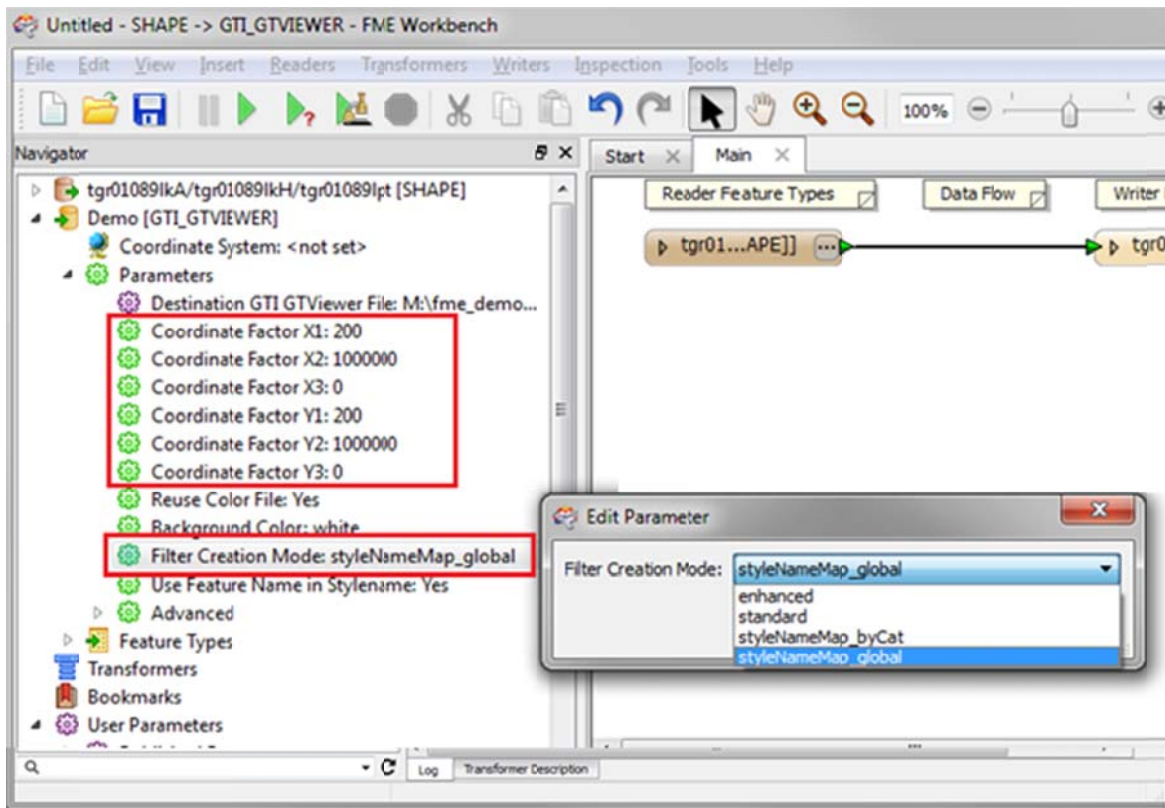 Untitled - SHAPE -> GTI_GTVIEWER - FME Workbench
File Edit View Insert Readers Transformers Writers Inspection Tools Help
100%
Navigator
Start Main
tgr01089lkA/tgr01089lkH/tgr01089lpt [SHAPE]
Demo [GTI_GTVIEWER]
Coordinate System: <not set>
Parameters
Destination GTI GTViewer File: M:\fme_demo...
Coordinate Factor X1: 200
Coordinate Factor X2: 1000000
Coordinate Factor X3: 0
Coordinate Factor Y1: 200
Coordinate Factor Y2: 1000000
Coordinate Factor Y3: 0
Reuse Color File: Yes
Background Color: white
Filter Creation Mode: styleNameMap_global
Use Feature Name in Stylename: Yes
Advanced
Feature Types
Transformers
Bookmarks
User Parameters
Reader Feature Types
Data Flow
Writer
tgr01...APE]]
tgr0
Edit Parameter
Filter Creation Mode: styleNameMap_global
enhanced
standard
styleNameMap_byCat
styleNameMap_global
Log Transformer Description